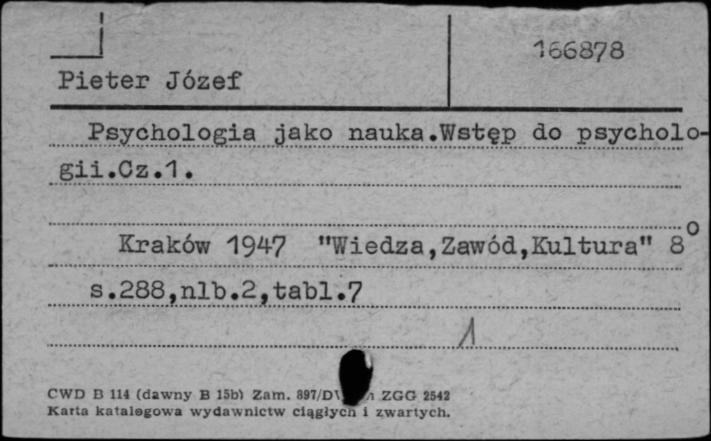 166878
Pieter Józef
Psychologia jako nauka.Wstęp do psycholo-
gii.Cz.1.
Kraków 1947 "Wiedza,Zawód,Kultura" 8°
s.288,nlb.2,tabl.7
1
CWD B 114 (dawny B 15b) Zam. 897/D ZGG 2542
Karta katalegowa wydawnictw ciągłych i zwartych.